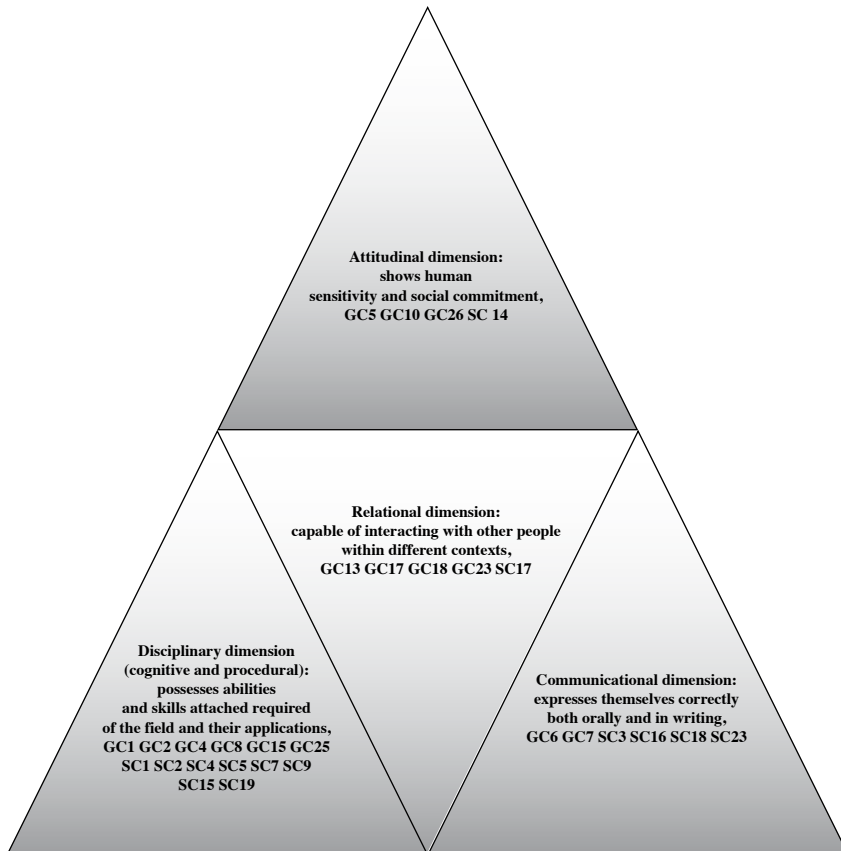 Attitudinal dimension:
shows human
sensitivity and social commitment,
GC5 GC10 GC26 SC 14
Relational dimension:
capable of interacting with other people
within different contexts,
GC13 GC17 GC18 GC23 SC17
Disciplinary dimension
(cognitive and procedural):
possesses abilities
and skills attached required
of the field and their applications,
GC1 GC2 GC4 GC8 GC15 GC25
SC1 SC2 SC4 SC5 SC7 SC9
SC15 SC19
Communicational dimension:
expresses themselves correctly
both orally and in writing,
GC6 GC7 SC3 SC16 SC18 SC23